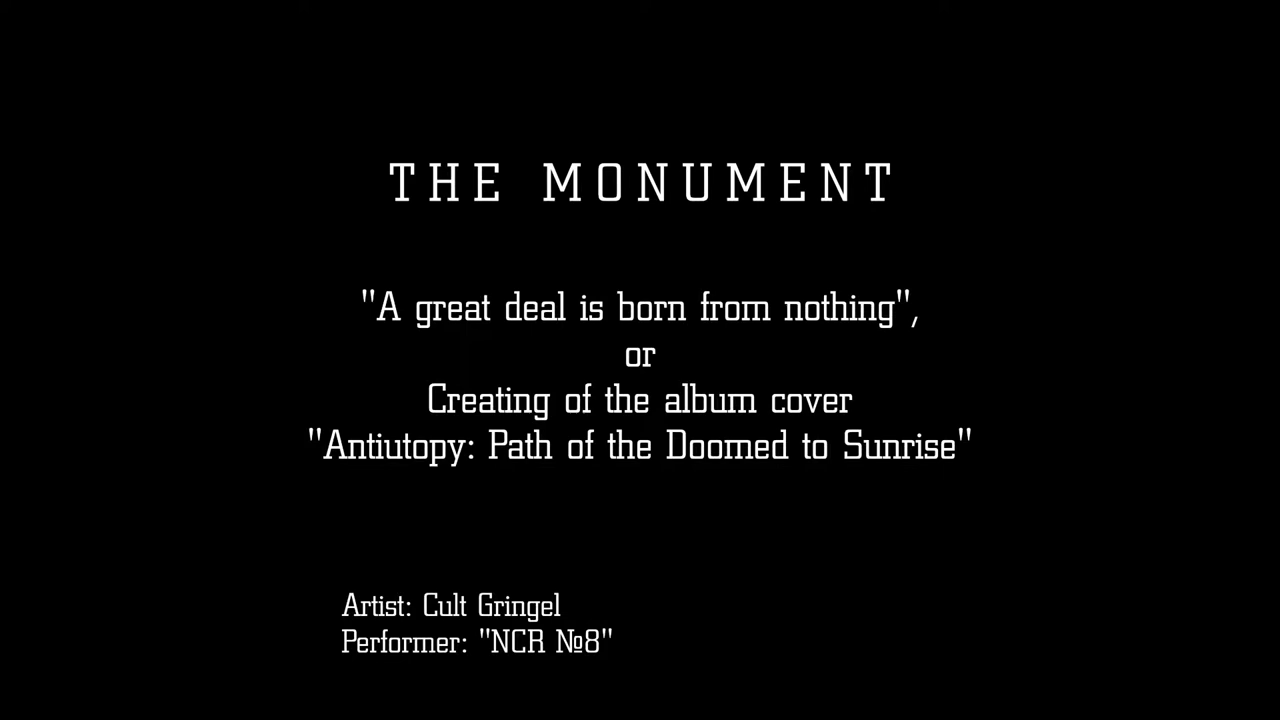 THE MONUMENT
"A great deal is born from nothing",
or
Creating of the album cover
"Antiutopy: Path of the Doomed to Sunrise"
Artist: Cult Gringel
Performer: "NCR №8"